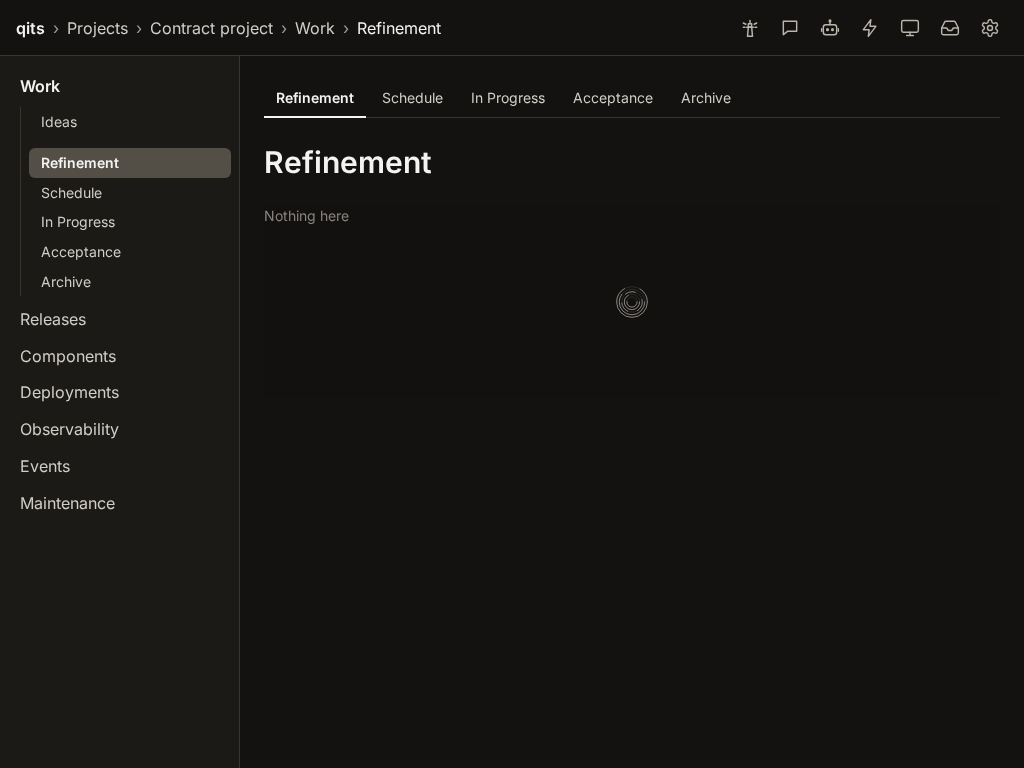 qits › Projects › Contract project › Work › Refinement
Work
Ideas
Refinement
Schedule
In Progress
Acceptance
Archive
Releases
Components
Deployments
Observability
Events
Maintenance
Refinement Schedule In Progress Acceptance Archive
Refinement
Nothing here